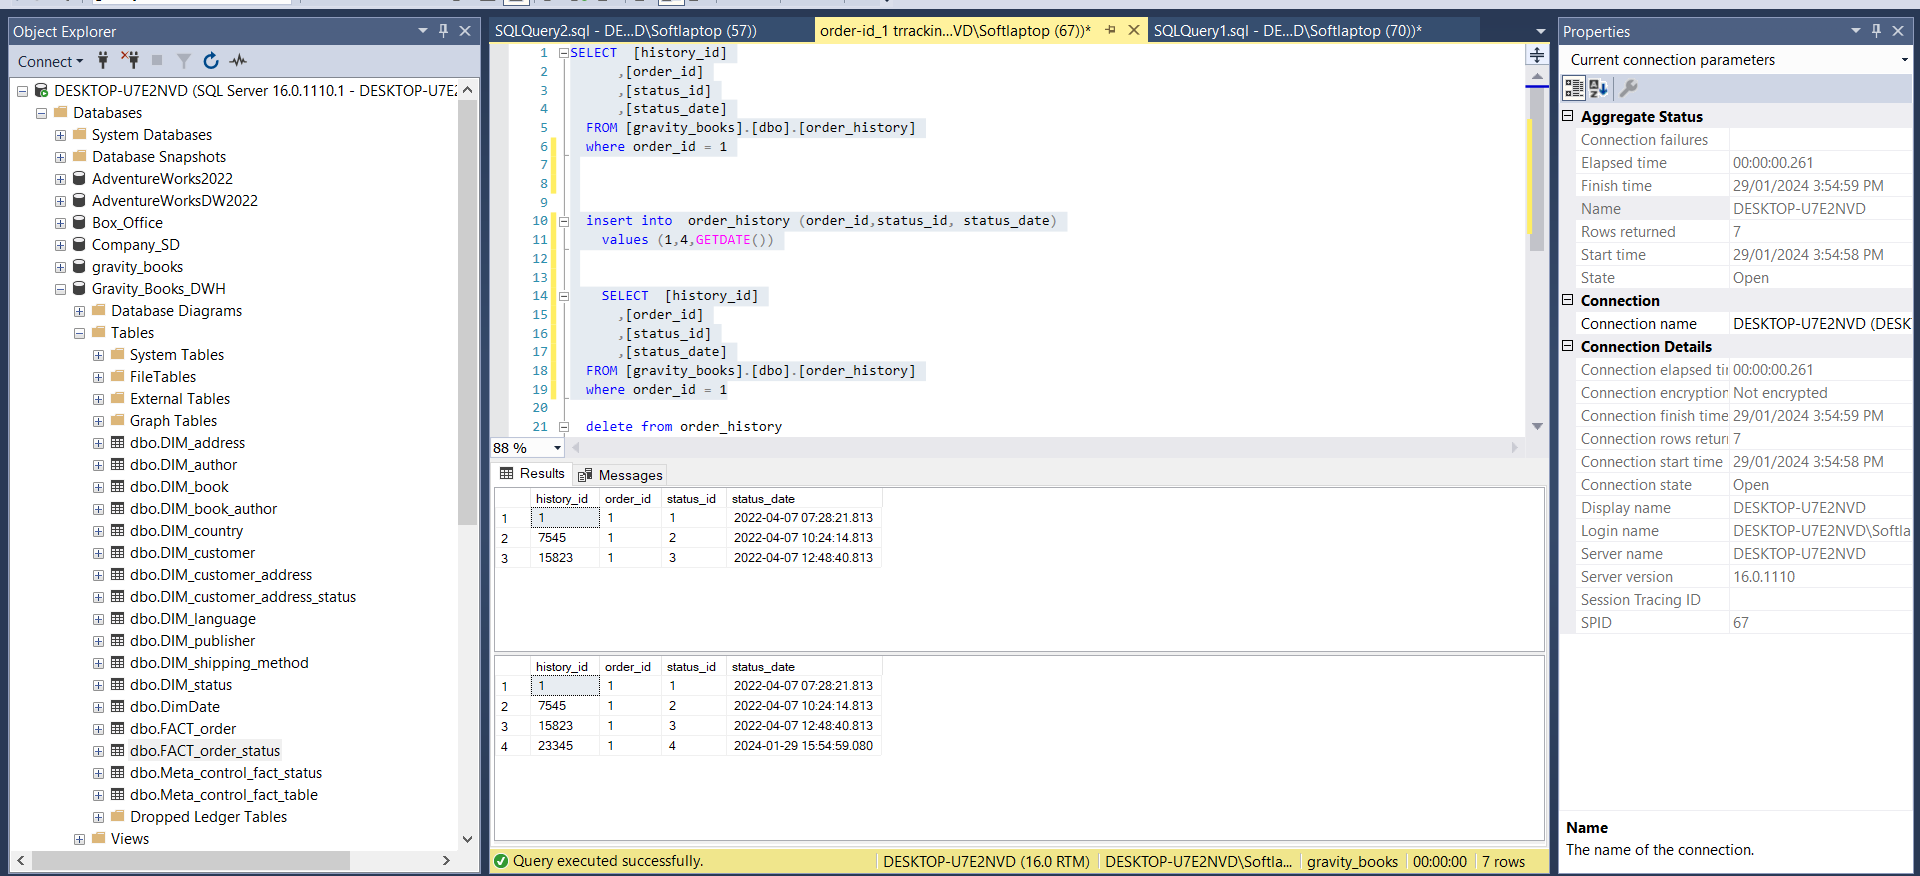 Object Explorer
Connect
DESKTOP-U7E2NVD (SQL Server 16.0.1110.1 - DESKTOP-U7E2
Databases
System Databases
Database Snapshots
AdventureWorks2022
AdventureWorksDW2022
Box_Office
Company_SD
gravity_books
Gravity_Books_DWH
Database Diagrams
Tables
System Tables
FileTables
External Tables
Graph Tables
dbo.DIM_address
dbo.DIM_author
dbo.DIM_book
dbo.DIM_book_author
dbo.DIM_country
dbo.DIM_customer
dbo.DIM_customer_address
dbo.DIM_customer_address_status
dbo.DIM_language
dbo.DIM_publisher
dbo.DIM_shipping_method
dbo.DIM_status
dbo.DimDate
dbo.FACT_order
dbo.FACT_order_status
dbo.Meta_control_fact_status
dbo.Meta_control_fact_table
Dropped Ledger Tables
Views
SQLQuery2.sql - DE...D\Softlaptop (57))
order-id_1 trrackin...VD\Softlaptop (67))*
SQLQuery1.sql - DE...D\Softlaptop (70))*
1 SELECT [history_id]
2 ,[order_id]
3 ,[status_id]
4 ,[status_date]
5 FROM [gravity_books].[dbo].[order_history]
6 where order_id = 1
7
8
9
10 insert into order_history (order_id,status_id, status_date)
11 values (1,4,GETDATE())
12
13
14 SELECT [history_id]
15 ,[order_id]
16 ,[status_id]
17 ,[status_date]
18 FROM [gravity_books].[dbo].[order_history]
19 where order_id = 1
20
21 delete from order_history
88 %
Results Messages
history_id order_id status_id status_date
1 1 1 1 2022-04-07 07:28:21.813
2 7545 1 2 2022-04-07 10:24:14.813
3 15823 1 3 2022-04-07 12:48:40.813
history_id order_id status_id status_date
1 1 1 1 2022-04-07 07:28:21.813
2 7545 1 2 2022-04-07 10:24:14.813
3 15823 1 3 2022-04-07 12:48:40.813
4 23345 1 4 2024-01-29 15:54:59.080
Query executed successfully. DESKTOP-U7E2NVD (16.0 RTM) DESKTOP-U7E2NVD\Softla... gravity_books 00:00:00 7 rows
Properties
Current connection parameters
Aggregate Status
Connection failures
Elapsed time 00:00:00.261
Finish time 29/01/2024 3:54:59 PM
Name DESKTOP-U7E2NVD
Rows returned 7
Start time 29/01/2024 3:54:58 PM
State Open
Connection
Connection name DESKTOP-U7E2NVD (DESK
Connection Details
Connection elapsed tir 00:00:00.261
Connection encryption Not encrypted
Connection finish time 29/01/2024 3:54:59 PM
Connection rows returr 7
Connection start time 29/01/2024 3:54:58 PM
Connection state Open
Display name DESKTOP-U7E2NVD
Login name DESKTOP-U7E2NVD\Softla
Server name DESKTOP-U7E2NVD
Server version 16.0.1110
Session Tracing ID
SPID 67
Name
The name of the connection.